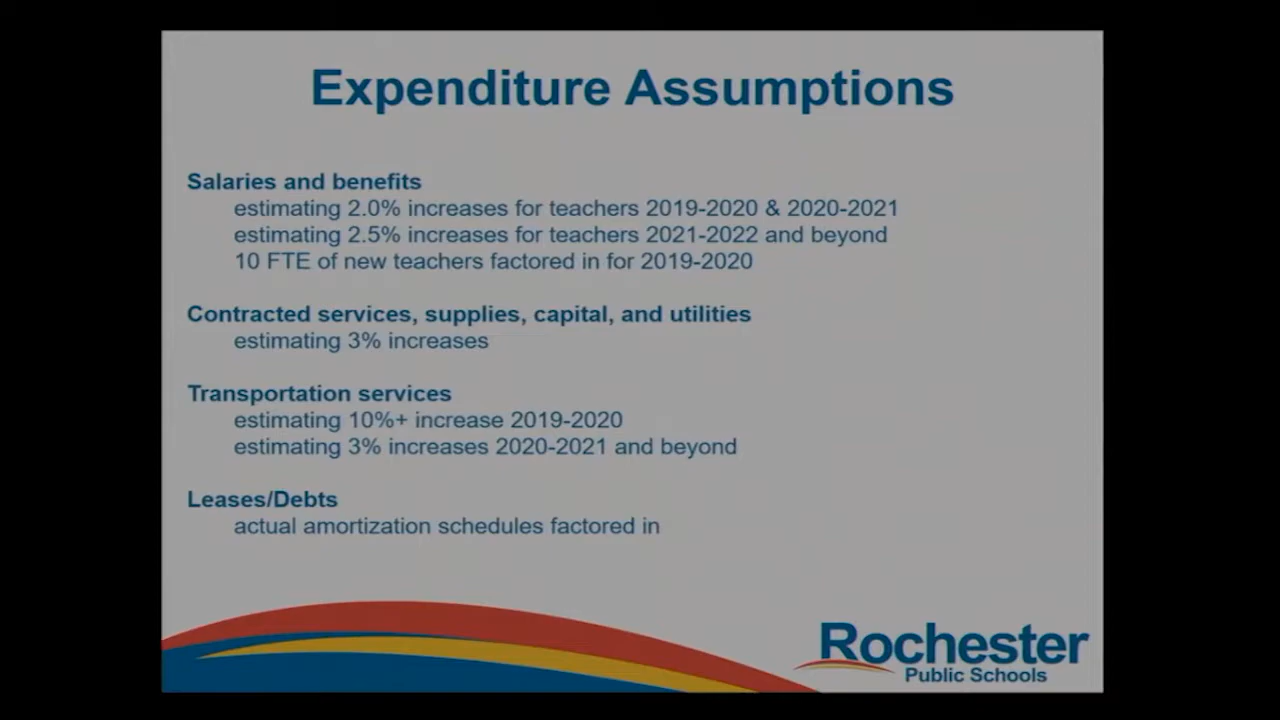 Expenditure Assumptions
Salaries and benefits
estimating 2.0% increases for teachers 2019-2020 & 2020-2021
estimating 2.5% increases for teachers 2021-2022 and beyond
10 FTE of new teachers factored in for 2019-2020
Contracted services, supplies, capital, and utilities
estimating 3% increases
Transportation services
estimating 10%+ increase 2019-2020
estimating 3% increases 2020-2021 and beyond
Leases/Debts
actual amortization schedules factored in
Rochester
Public Schools